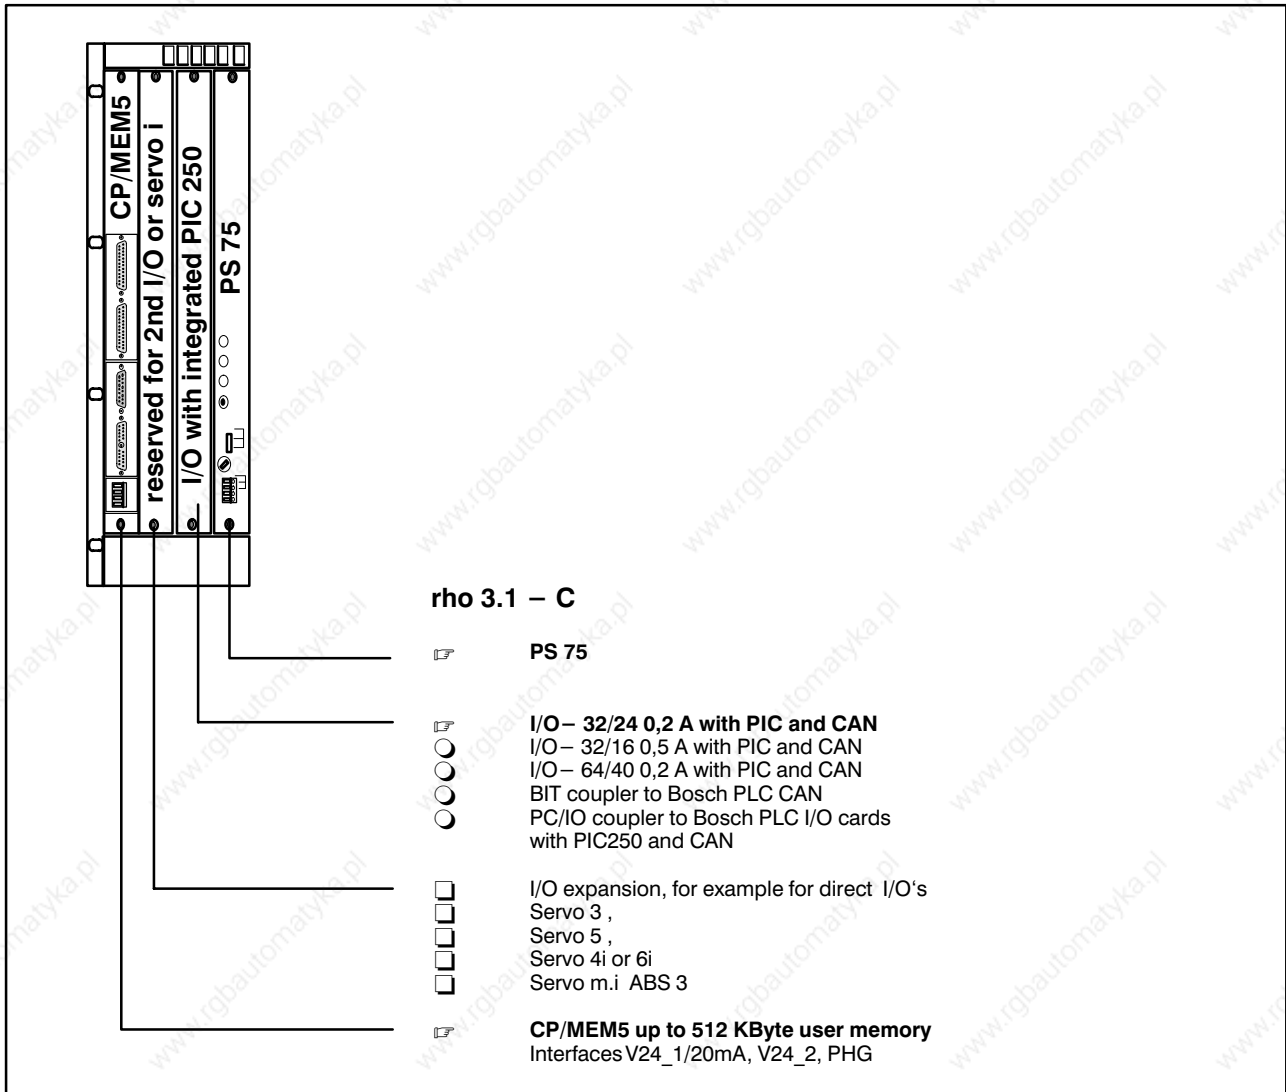 CP/MEM5
reserved for 2nd I/O or servo i
I/O with integrated PIC 250
PS 75
rho 3.1 – C
☞ PS 75
☞ I/O– 32/24 0,2 A with PIC and CAN
❍ I/O– 32/16 0,5 A with PIC and CAN
❍ I/O– 64/40 0,2 A with PIC and CAN
❍ BIT coupler to Bosch PLC CAN
❍ PC/IO coupler to Bosch PLC I/O cards
with PIC250 and CAN
❏ I/O expansion, for example for direct I/O‘s
❏ Servo 3 ,
❏ Servo 5 ,
❏ Servo 4i or 6i
❏ Servo m.i ABS 3
☞ CP/MEM5 up to 512 KByte user memory
Interfaces V24_1/20mA, V24_2, PHG
www.rgbautomatyka.pl